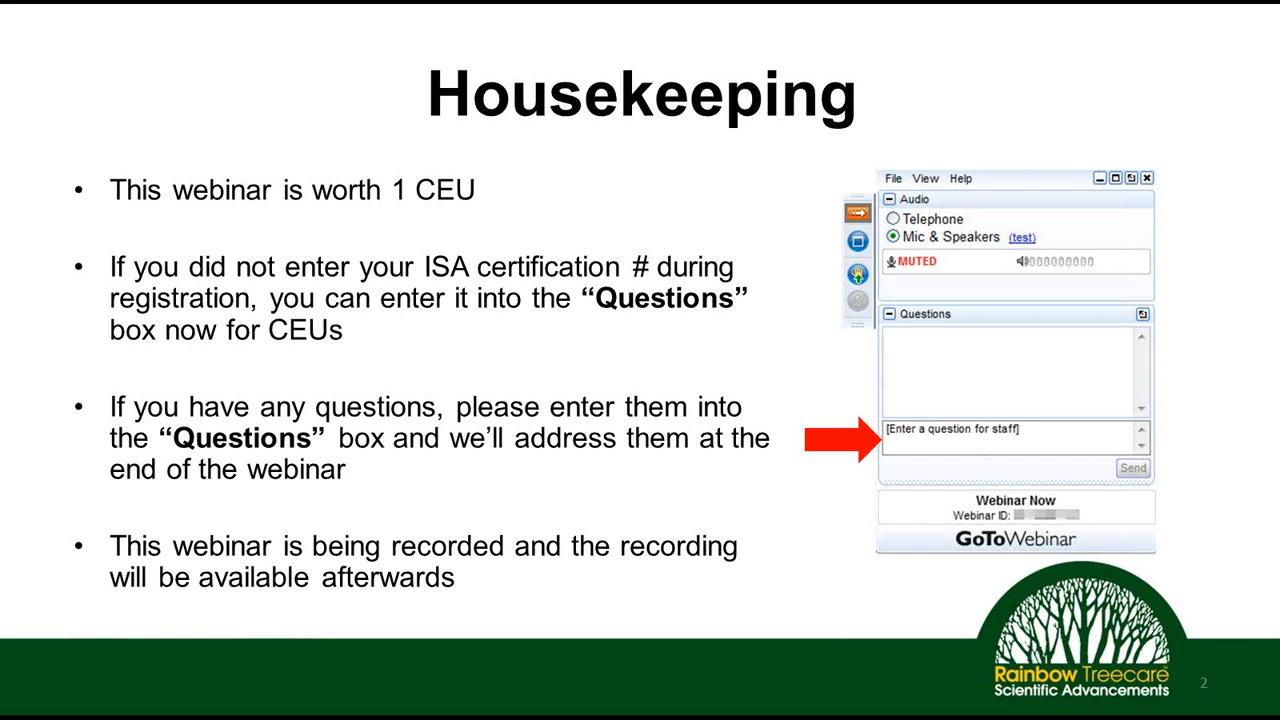 Housekeeping
• This webinar is worth 1 CEU
• If you did not enter your ISA certification # during
registration, you can enter it into the “Questions”
box now for CEUs
• If you have any questions, please enter them into
the “Questions” box and we’ll address them at the
end of the webinar
• This webinar is being recorded and the recording
will be available afterwards
File View Help
Audio
Telephone
Mic & Speakers (test)
MUTED
Questions
[Enter a question for staff]
Send
Webinar Now
Webinar ID:
GoToWebinar
Rainbow Treecare
Scientific Advancements
2